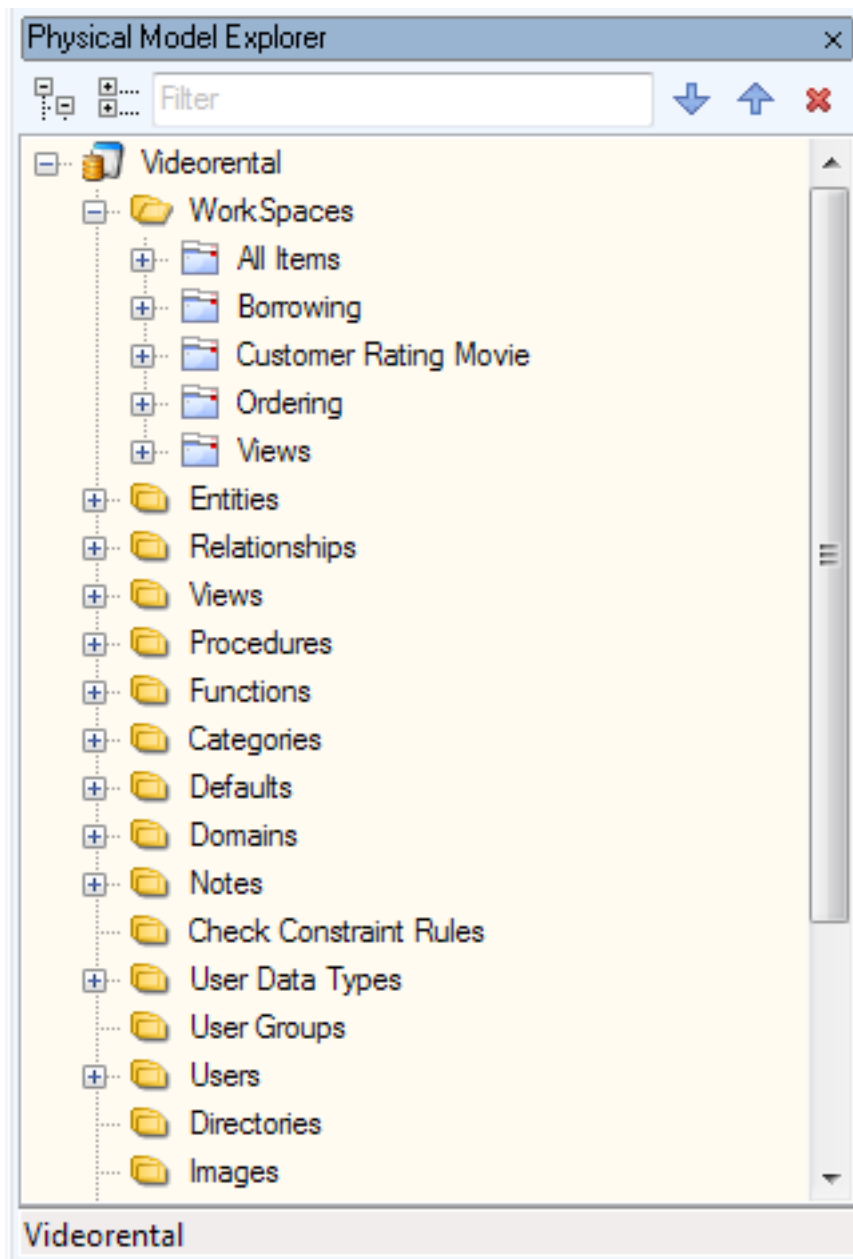 Physical Model Explorer
Filter
Videorental
WorkSpaces
All Items
Borrowing
Customer Rating Movie
Ordering
Views
Entities
Relationships
Views
Procedures
Functions
Categories
Defaults
Domains
Notes
Check Constraint Rules
User Data Types
User Groups
Users
Directories
Images
Videorental